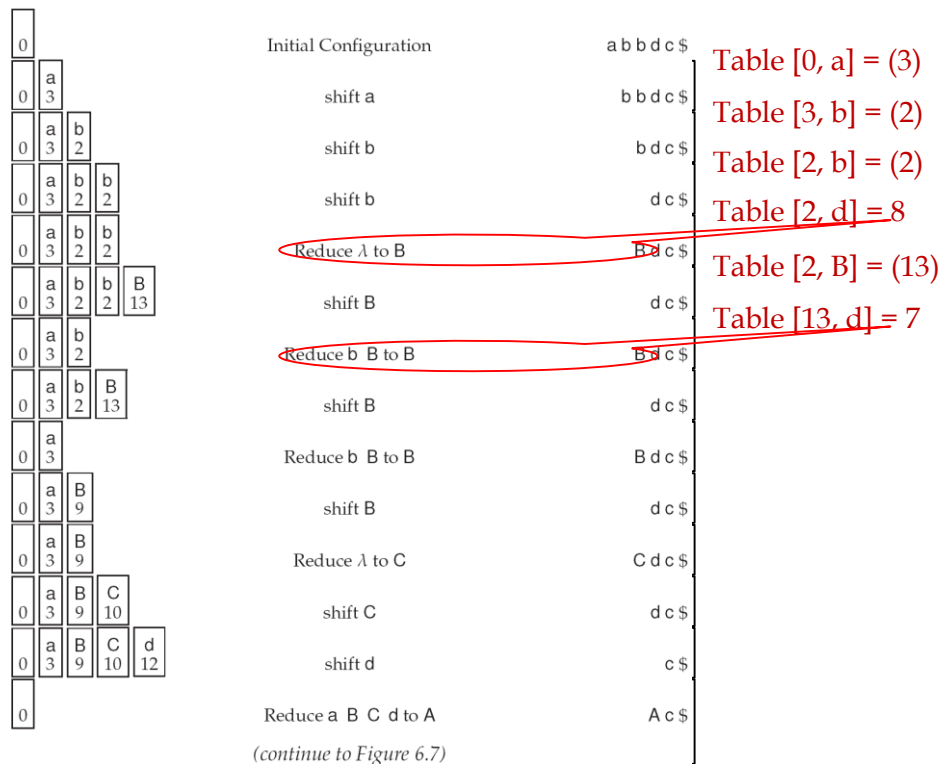 0 Initial Configuration a b b d c $
Table [0, a] = (3)
a
0 3 shift a b b d c $
Table [3, b] = (2)
a b
0 3 2 shift b b d c $
Table [2, b] = (2)
a b b
0 3 2 2 shift b d c $
Table [2, d] = 8
a b b
0 3 2 2 Reduce λ to B B d c $
Table [2, B] = (13)
a b b B
0 3 2 2 13 shift B d c $
Table [13, d] = 7
a b
0 3 2 Reduce b B to B B d c $
a b B
0 3 2 13 shift B d c $
a
0 3 Reduce b B to B B d c $
a B
0 3 9 shift B d c $
a B
0 3 9 Reduce λ to C C d c $
a B C
0 3 9 10 shift C d c $
a B C d
0 3 9 10 12 shift d c $
0 Reduce a B C d to A A c $
(continue to Figure 6.7)